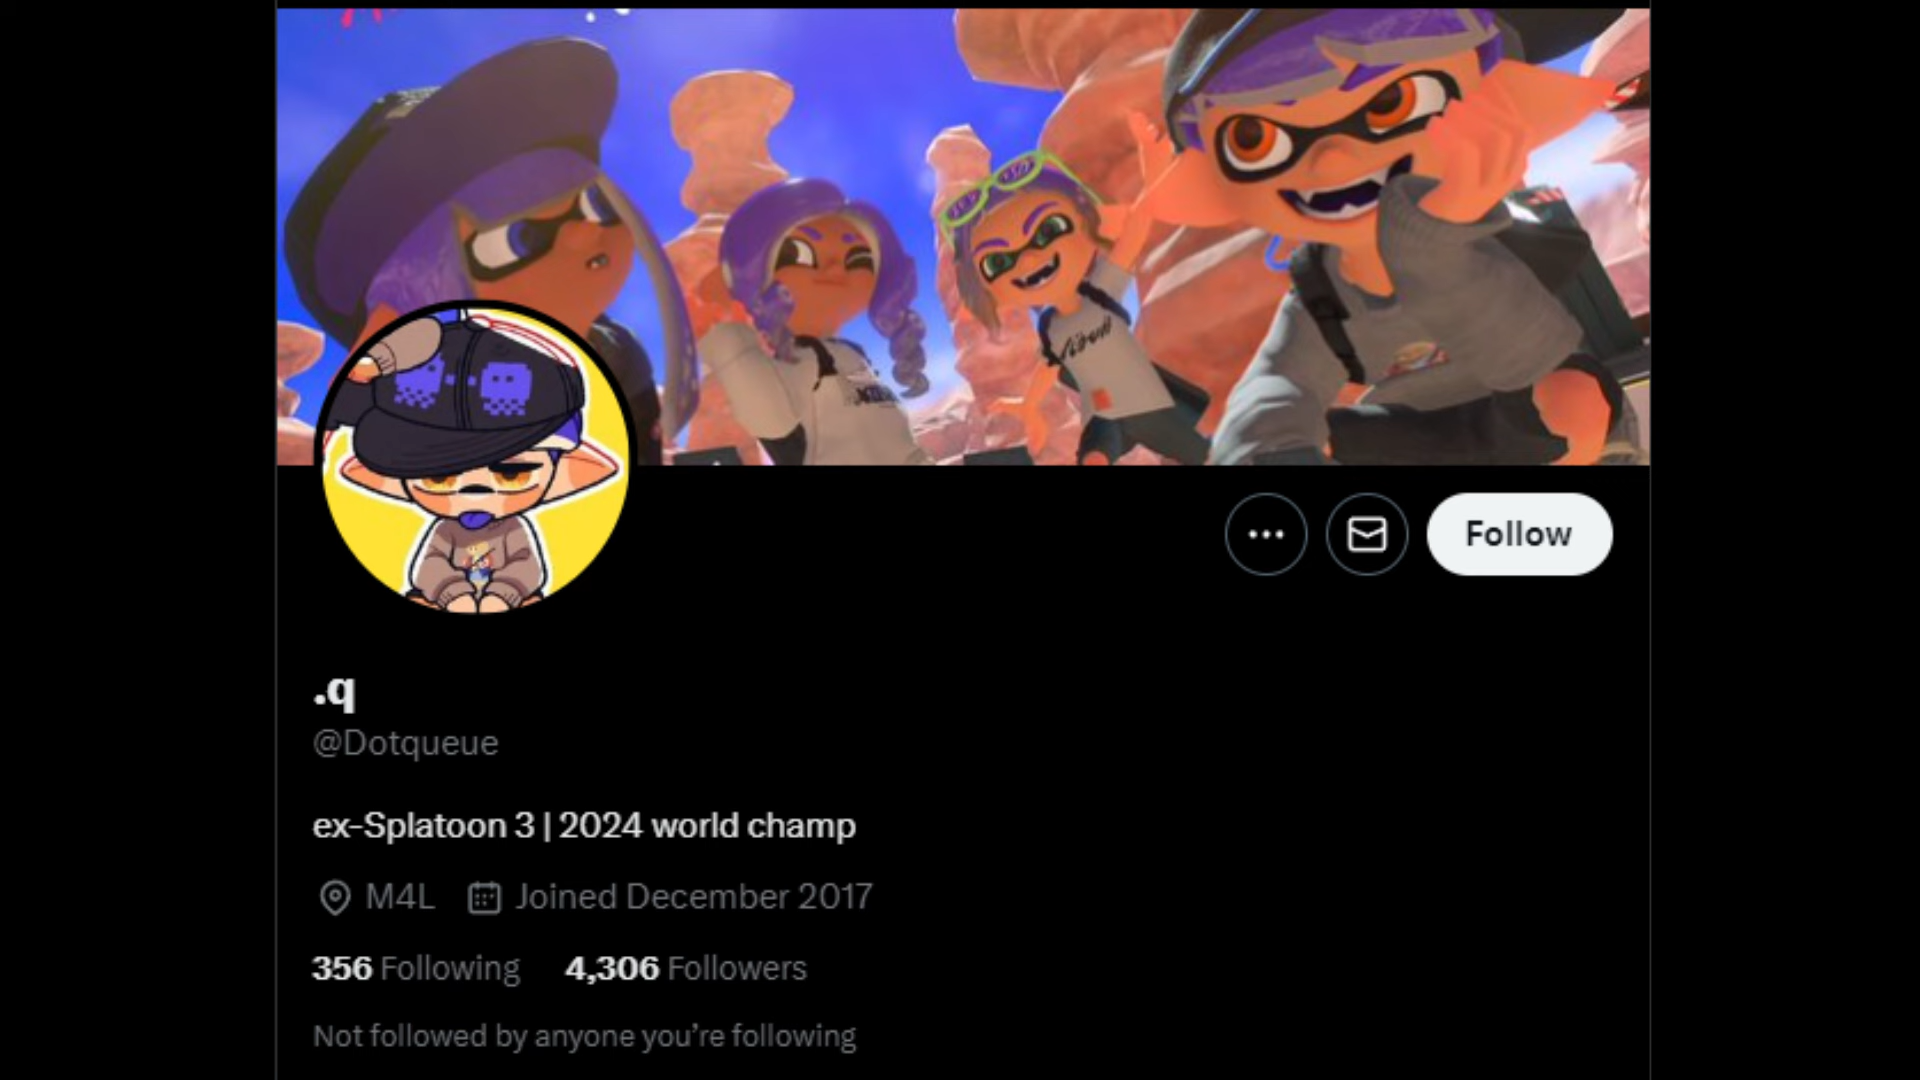 Follow
.q
@Dotqueue
ex-Splatoon 3 | 2024 world champ
M4L Joined December 2017
356 Following 4,306 Followers
Not followed by anyone you’re following